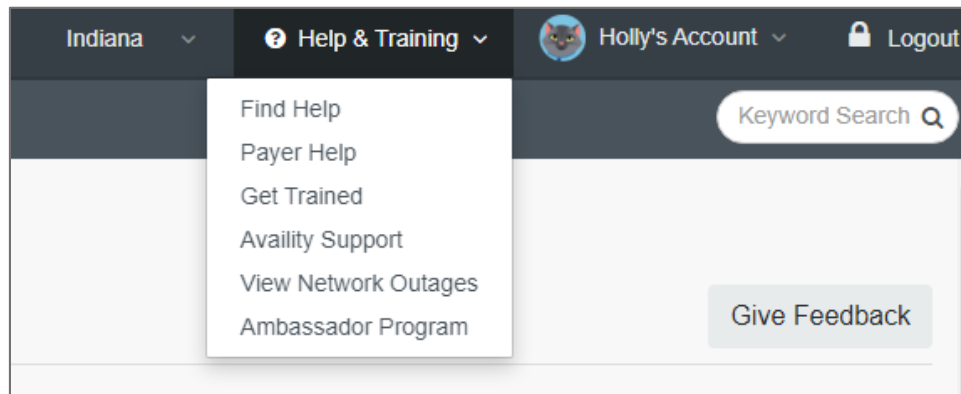 Indiana Help & Training Holly's Account Logout
Find Help
Keyword Search
Payer Help
Get Trained
Availity Support
View Network Outages
Ambassador Program
Give Feedback